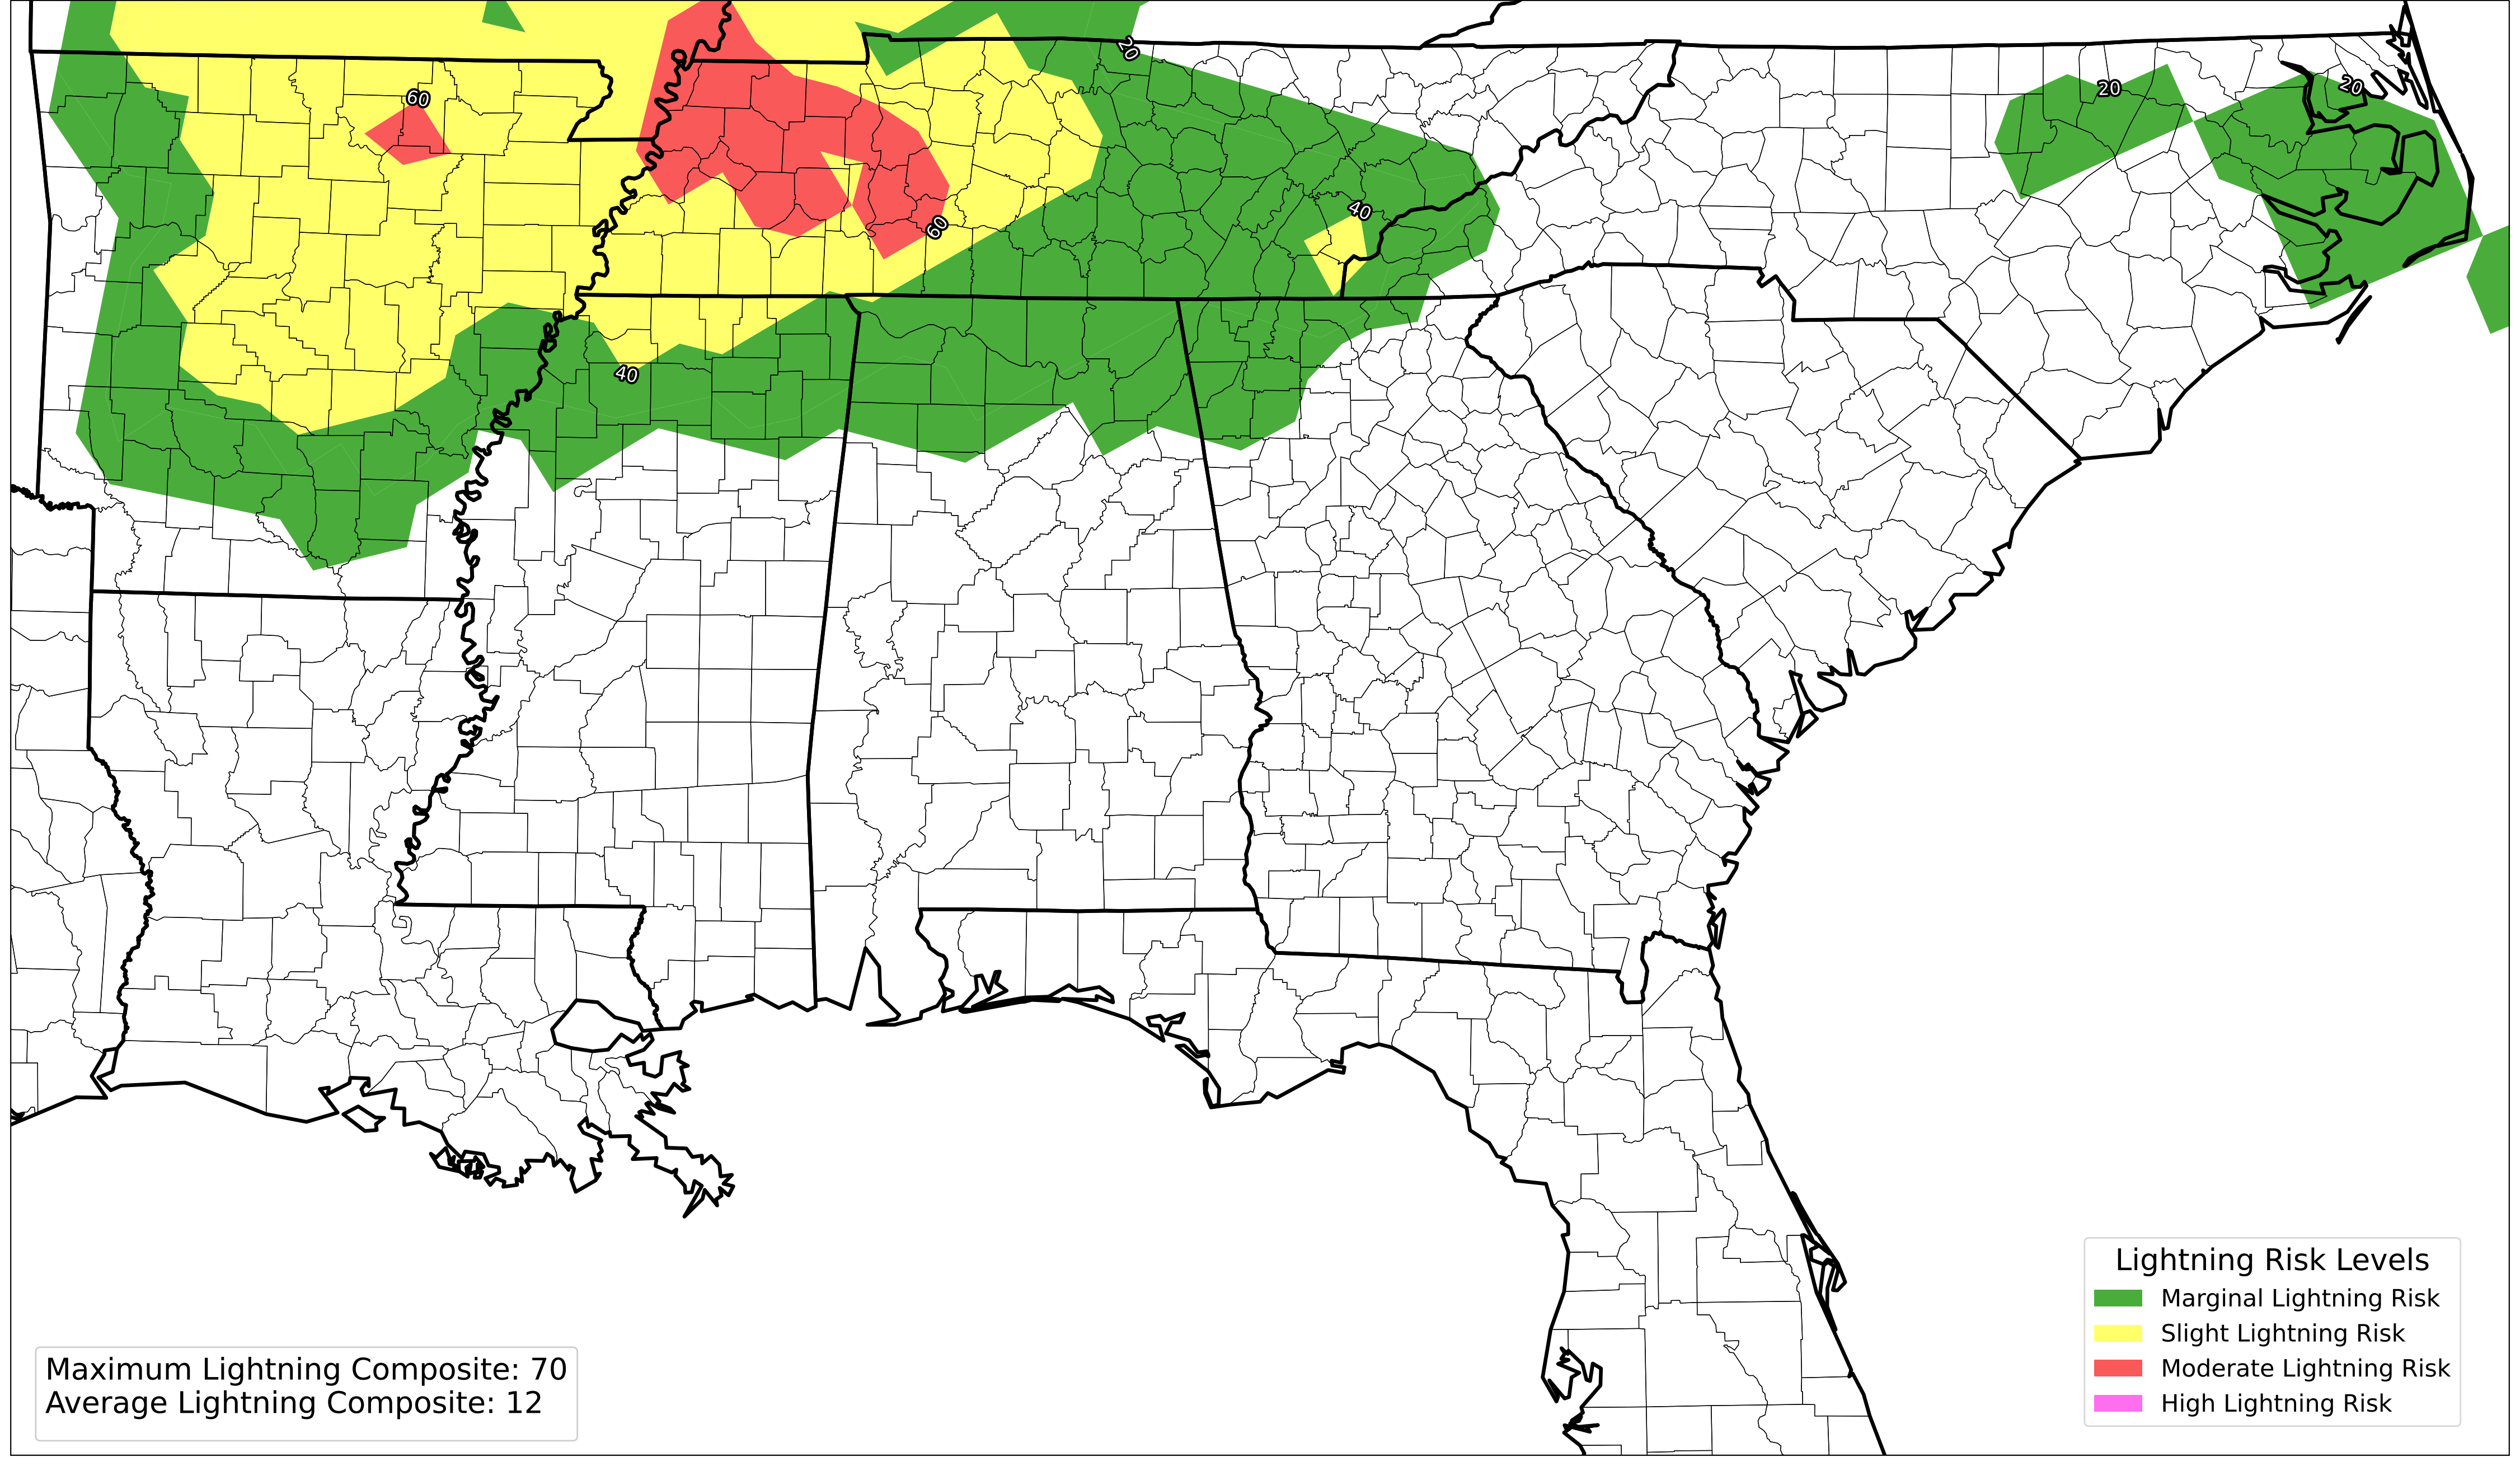 20
20
20
60
40
60
40
Lightning Risk Levels
Marginal Lightning Risk
Slight Lightning Risk
Moderate Lightning Risk
High Lightning Risk
Maximum Lightning Composite: 70
Average Lightning Composite: 12